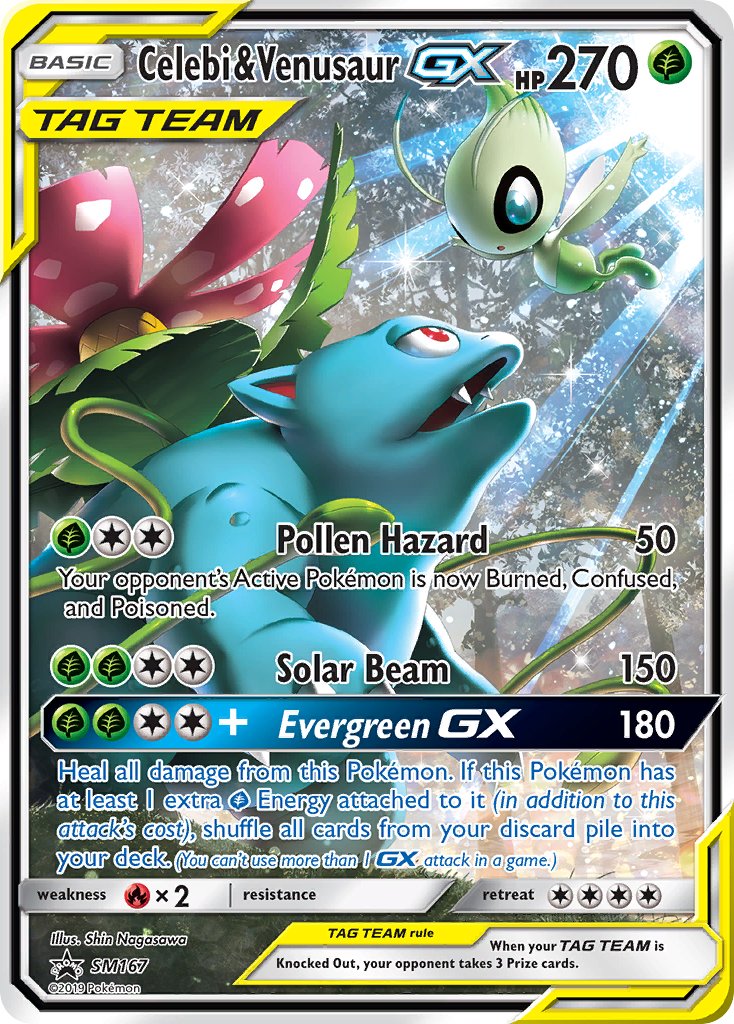 BASIC Celebi&Venusaur GX HP270
TAG TEAM
Pollen Hazard 50
Your opponent's Active Pokémon is now Burned, Confused,
and Poisoned.
Solar Beam 150
+ Evergreen GX 180
Heal all damage from this Pokémon. If this Pokémon has
at least 1 extra Energy attached to it (in addition to this
attack's cost), shuffle all cards from your discard pile into
your deck. (You can't use more than 1 GX attack in a game.)
weakness ×2 resistance retreat
Illus. Shin Nagasawa
SM167
©2019 Pokémon
TAG TEAM rule
When your TAG TEAM is
Knocked Out, your opponent takes 3 Prize cards.